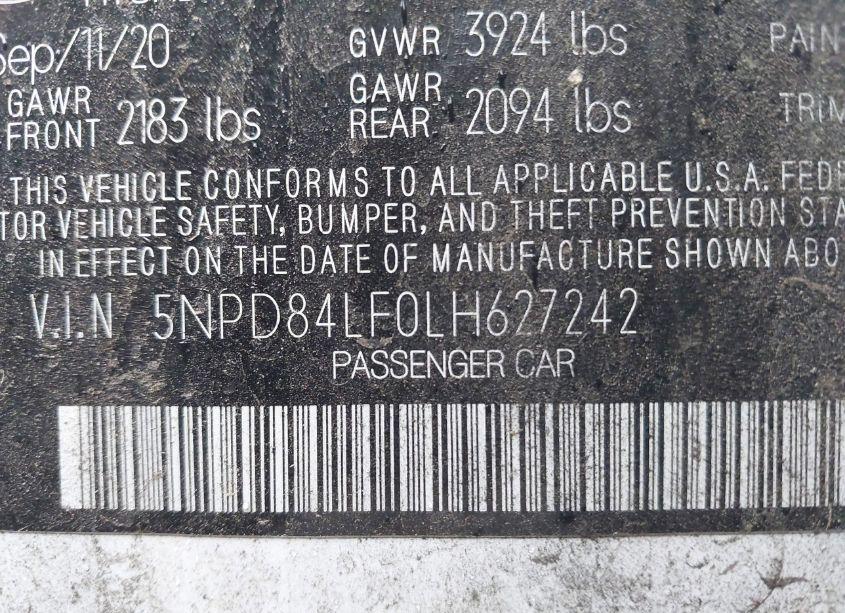 Sep/11/20 GVWR 3924 lbs PAIN
GAWR FRONT 2183 lbs GAWR REAR 2094 lbs TRIM
THIS VEHICLE CONFORMS TO ALL APPLICABLE U.S.A. FEDE
TOR VEHICLE SAFETY, BUMPER, AND THEFT PREVENTION STA
IN EFFECT ON THE DATE OF MANUFACTURE SHOWN ABO
V.I.N 5NPD84LF0LH627242
PASSENGER CAR